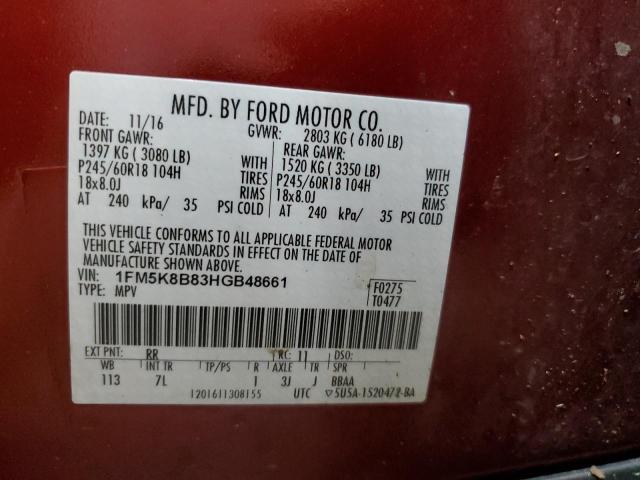 MFD. BY FORD MOTOR CO.
DATE: 11/16 GVWR: 2803 KG ( 6180 LB)
FRONT GAWR: REAR GAWR:
1397 KG ( 3080 LB) WITH 1520 KG ( 3350 LB) WITH
P245/60R18 104H TIRES P245/60R18 104H TIRES
18x8.0J RIMS 18x8.0J RIMS
AT 240 kPa/ 35 PSI COLD AT 240 kPa/ 35 PSI COLD
THIS VEHICLE CONFORMS TO ALL APPLICABLE FEDERAL MOTOR
VEHICLE SAFETY STANDARDS IN EFFECT ON THE DATE OF
MANUFACTURE SHOWN ABOVE.
VIN: 1FM5K8B83HGB48661 F0275
TYPE: MPV T0477
EXT PNT: RR RC: 11 DSO:
WB INT TR TP/PS R AXLE TR SPR
113 7L I 3J J BBAA
1201611308155 UTC ▽5U5A-1520472-BA